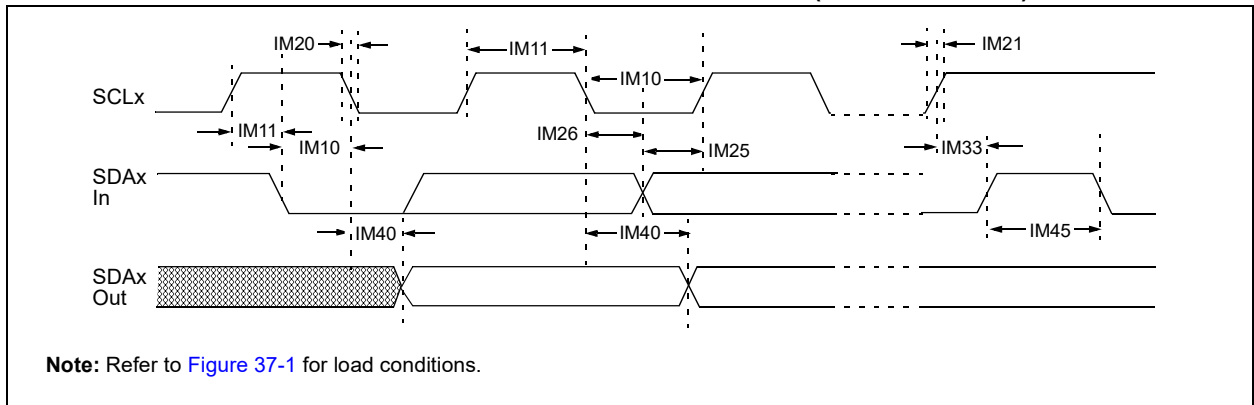 IM20
IM11
IM21
IM10
SCLx
IM11
IM26
IM10
IM25
IM33
SDAx
In
IM40
IM40
IM45
SDAx
Out
Note: Refer to Figure 37-1 for load conditions.